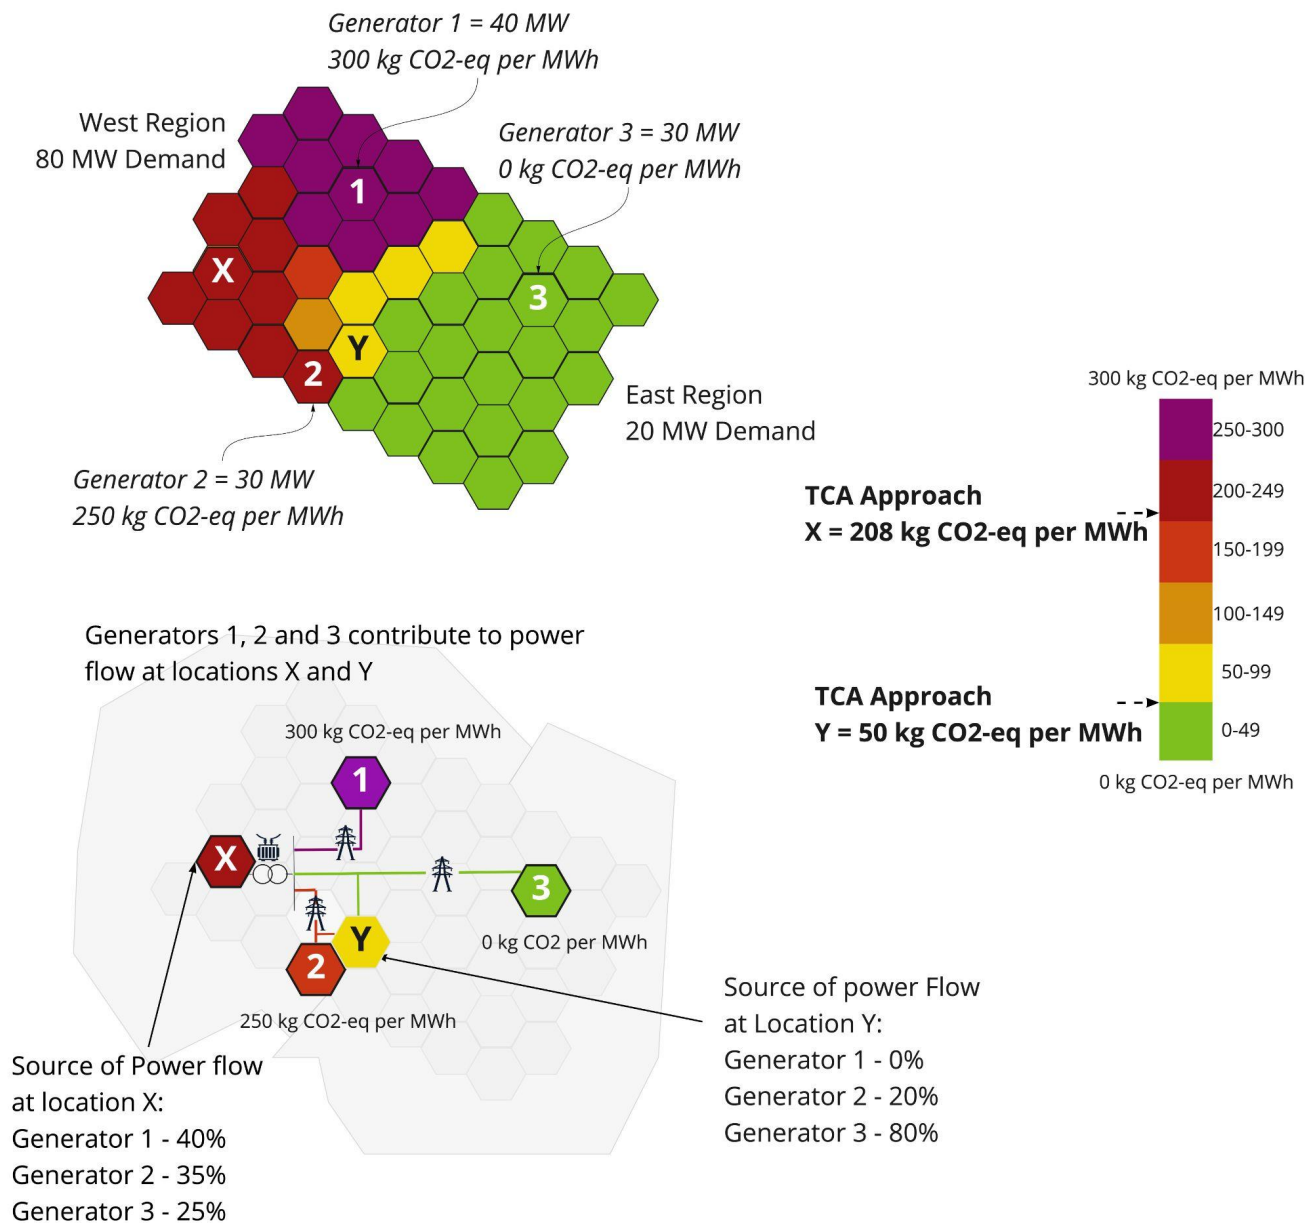 Generator 1 = 40 MW
300 kg CO2-eq per MWh
West Region
80 MW Demand
Generator 3 = 30 MW
0 kg CO2-eq per MWh
1
X
3
Y
2
East Region
20 MW Demand
Generator 2 = 30 MW
250 kg CO2-eq per MWh
300 kg CO2-eq per MWh
250-300
200-249
150-199
100-149
50-99
0-49
0 kg CO2-eq per MWh
TCA Approach
X = 208 kg CO2-eq per MWh
TCA Approach
Y = 50 kg CO2-eq per MWh
Generators 1, 2 and 3 contribute to power
flow at locations X and Y
300 kg CO2-eq per MWh
1
X
3
Y
2
0 kg CO2 per MWh
250 kg CO2-eq per MWh
Source of Power flow
at location X:
Generator 1 - 40%
Generator 2 - 35%
Generator 3 - 25%
Source of power Flow
at Location Y:
Generator 1 - 0%
Generator 2 - 20%
Generator 3 - 80%